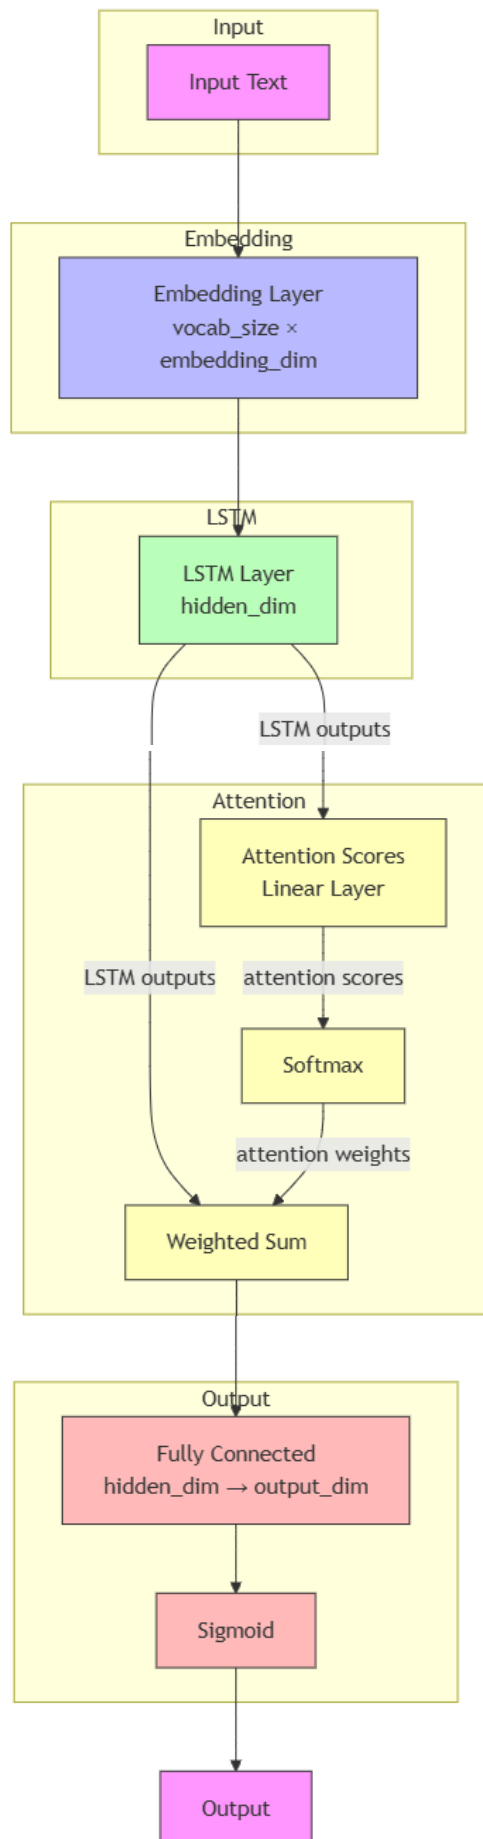 Input
Input Text
Embedding
Embedding Layer
vocab_size ×
embedding_dim
LSTM
LSTM Layer
hidden_dim
LSTM outputs
Attention
Attention Scores
Linear Layer
LSTM outputs
attention scores
Softmax
attention weights
Weighted Sum
Output
Fully Connected
hidden_dim → output_dim
Sigmoid
Output